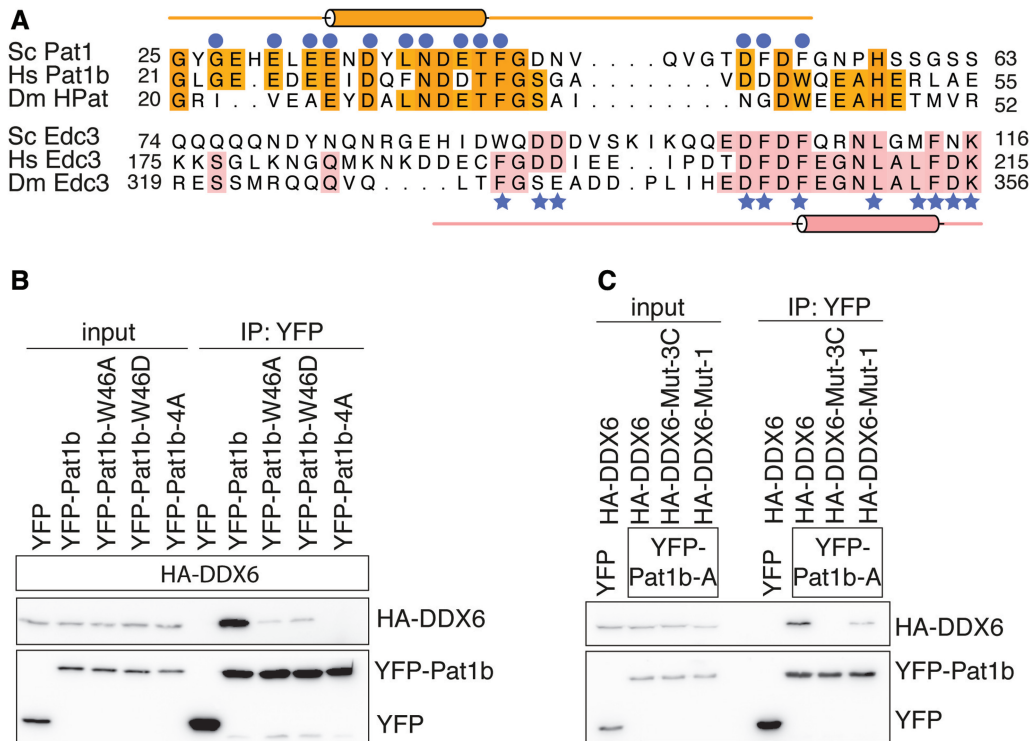 A
Sc Pat1 25 G Y G E H E L E E N D Y L N D E T F G D N V . . . . Q V G T D F D F G N P H S S G S S 63
Hs Pat1b 21 G L G E . E D E E I D Q F N D D T F G S G A . . . . . . . V D D D W Q E A H E R L A E 55
Dm HPat 20 G R I . . V E A E Y D A L N D E T F G S A I . . . . . . . . N G D W E E A H E T M V R 52
Sc Edc3 74 Q Q Q Q Q N D Y N Q N R G E H I D W Q D D D V S K I K Q Q E D F D F Q R N L G M F N K 116
Hs Edc3 175 K K S G L K N G Q M K N K D D E C F G D D I E E . . I P D T D F D F E G N L A L F D K 215
Dm Edc3 319 R E S S M R Q Q Q V Q . . . . L T F G S E A D D . P L I H E D F D F E G N L A L F D K 356
B
input IP: YFP
YFP YFP-Pat1b YFP-Pat1b-W46A YFP-Pat1b-W46D YFP-Pat1b-4A YFP YFP-Pat1b YFP-Pat1b-W46A YFP-Pat1b-W46D YFP-Pat1b-4A
HA-DDX6
HA-DDX6
YFP-Pat1b
YFP
C
input IP: YFP
HA-DDX6 HA-DDX6 HA-DDX6-Mut-3C HA-DDX6-Mut-1 HA-DDX6 HA-DDX6 HA-DDX6-Mut-3C HA-DDX6-Mut-1
YFP YFP-Pat1b-A YFP YFP-Pat1b-A
HA-DDX6
YFP-Pat1b
YFP